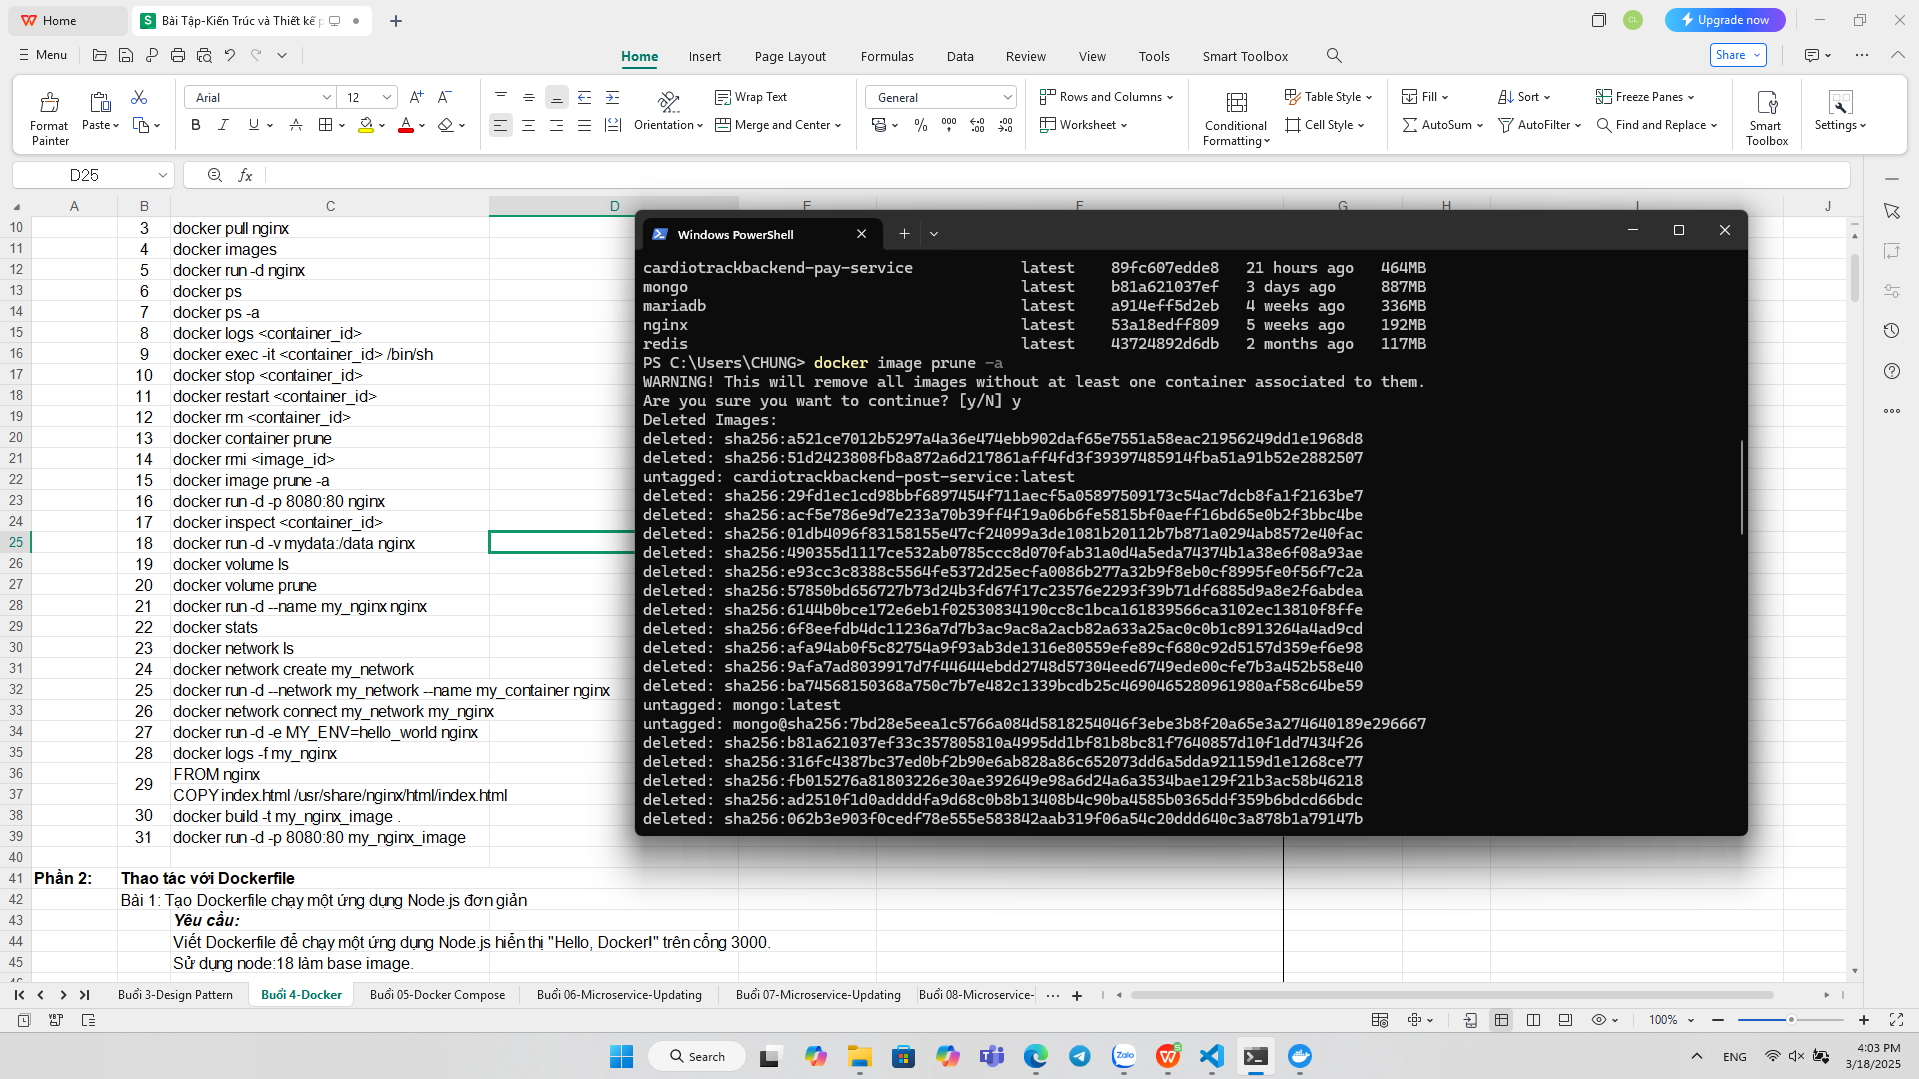 Home
Bài Tập-Kiến Trúc và Thiết kế p
Upgrade now
CL
Menu
Home
Insert
Page Layout
Formulas
Data
Review
View
Tools
Smart Toolbox
Share
Format Painter
Paste
Arial
12
Orientation
Wrap Text
Merge and Center
General
Rows and Columns
Worksheet
Conditional Formatting
Table Style
Cell Style
Fill
AutoSum
Sort
AutoFilter
Freeze Panes
Find and Replace
Smart Toolbox
Settings
D25
A B C D E F G H I J
10 3 docker pull nginx
11 4 docker images
12 5 docker run -d nginx
13 6 docker ps
14 7 docker ps -a
15 8 docker logs <container_id>
16 9 docker exec -it <container_id> /bin/sh
17 10 docker stop <container_id>
18 11 docker restart <container_id>
19 12 docker rm <container_id>
20 13 docker container prune
21 14 docker rmi <image_id>
22 15 docker image prune -a
23 16 docker run -d -p 8080:80 nginx
24 17 docker inspect <container_id>
25 18 docker run -d -v mydata:/data nginx
26 19 docker volume ls
27 20 docker volume prune
28 21 docker run -d --name my_nginx nginx
29 22 docker stats
30 23 docker network ls
31 24 docker network create my_network
32 25 docker run -d --network my_network --name my_container nginx
33 26 docker network connect my_network my_nginx
34 27 docker run -d -e MY_ENV=hello_world nginx
35 28 docker logs -f my_nginx
36 29 FROM nginx
37 COPY index.html /usr/share/nginx/html/index.html
38 30 docker build -t my_nginx_image .
39 31 docker run -d -p 8080:80 my_nginx_image
40
41 Phần 2: Thao tác với Dockerfile
42 Bài 1: Tạo Dockerfile chạy một ứng dụng Node.js đơn giản
43 Yêu cầu:
44 Viết Dockerfile để chạy một ứng dụng Node.js hiển thị "Hello, Docker!" trên cổng 3000.
45 Sử dụng node:18 làm base image.
Windows PowerShell
cardiotrackbackend-pay-service latest 89fc607edde8 21 hours ago 464MB
mongo latest b81a621037ef 3 days ago 887MB
mariadb latest a914eff5d2eb 4 weeks ago 336MB
nginx latest 53a18edff809 5 weeks ago 192MB
redis latest 43724892d6db 2 months ago 117MB
PS C:\Users\CHUNG> docker image prune -a
WARNING! This will remove all images without at least one container associated to them.
Are you sure you want to continue? [y/N] y
Deleted Images:
deleted: sha256:a521ce7012b5297a4a36e474ebb902daf65e7551a58eac21956249dd1e1968d8
deleted: sha256:51d2423808fb8a872a6d217861aff4fd3f39397485914fba51a91b52e2882507
untagged: cardiotrackbackend-post-service:latest
deleted: sha256:29fd1ec1cd98bbf6897454f711aecf5a05897509173c54ac7dcb8fa1f2163be7
deleted: sha256:acf5e786e9d7e233a70b39ff4f19a06b6fe5815bf0aeff16bd65e0b2f3bbc4be
deleted: sha256:01db4096f83158155e47cf24099a3de1081b20112b7b871a0294ab8572e40fac
deleted: sha256:490355d1117ce532ab0785ccc8d070fab31a0d4a5eda74374b1a38e6f08a93ae
deleted: sha256:e93cc3c8388c5564fe5372d25ecfa0086b277a32b9f8eb0cf8995fe0f56f7c2a
deleted: sha256:57850bd656727b73d24b3fd67f17c23576e2293f39b71df6885d9a8e2f6abdea
deleted: sha256:6144b0bce172e6eb1f02530834190cc8c1bca161839566ca3102ec13810f8ffe
deleted: sha256:6f8eefdb4dc11236a7d7b3ac9ac8a2acb82a633a25ac0c0b1c8913264a4ad9cd
deleted: sha256:afa94ab0f5c82754a9f93ab3de1316e80559efe89cf680c92d5157d359ef6e98
deleted: sha256:9afa7ad8039917d7f44644ebdd2748d57304eed6749ede00cfe7b3a452b58e40
deleted: sha256:ba74568150368a750c7b7e482c1339bcdb25c4690465280961980af58c64be59
untagged: mongo:latest
untagged: mongo@sha256:7bd28e5eea1c5766a084d5818254046f3ebe3b8f20a65e3a274640189e296667
deleted: sha256:b81a621037ef33c357805810a4995dd1bf81b8bc81f7640857d10f1dd7434f26
deleted: sha256:316fc4387bc37ed0bf2b90e6ab828a86c652073dd6a5dda921159d1e1268ce77
deleted: sha256:fb015276a81803226e30ae392649e98a6d24a6a3534bae129f21b3ac58b46218
deleted: sha256:ad2510f1d0addddfa9d68c0b8b13408b4c90ba4585b0365ddf359b6bdcd66bdc
deleted: sha256:062b3e903f0cedf78e555e583842aab319f06a54c20ddd640c3a878b1a79147b
Buổi 3-Design Pattern
Buổi 4-Docker
Buổi 05-Docker Compose
Buổi 06-Microservice-Updating
Buổi 07-Microservice-Updating
Buổi 08-Microservice-
100%
Search
Zalo
ENG
4:03 PM
3/18/2025